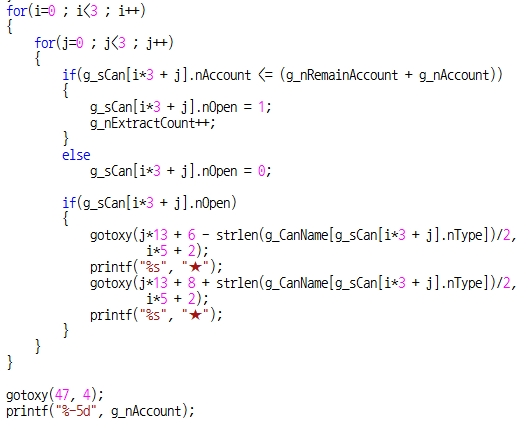 for(i=0 ; i<3 ; i++)
{
    for(j=0 ; j<3 ; j++)
    {
        if(g_sCan[i*3 + j].nAccount <= (g_nRemainAccount + g_nAccount))
        {
            g_sCan[i*3 + j].nOpen = 1;
            g_nExtractCount++;
        }
        else
            g_sCan[i*3 + j].nOpen = 0;

        if(g_sCan[i*3 + j].nOpen)
        {
            gotoxy(j*13 + 6 - strlen(g_CanName[g_sCan[i*3 + j].nType])/2,
                    i*5 + 2);
            printf("%s", "★");
            gotoxy(j*13 + 8 + strlen(g_CanName[g_sCan[i*3 + j].nType])/2,
                    i*5 + 2);
            printf("%s", "★");
        }
    }
}

gotoxy(47, 4);
printf("%-5d", g_nAccount);